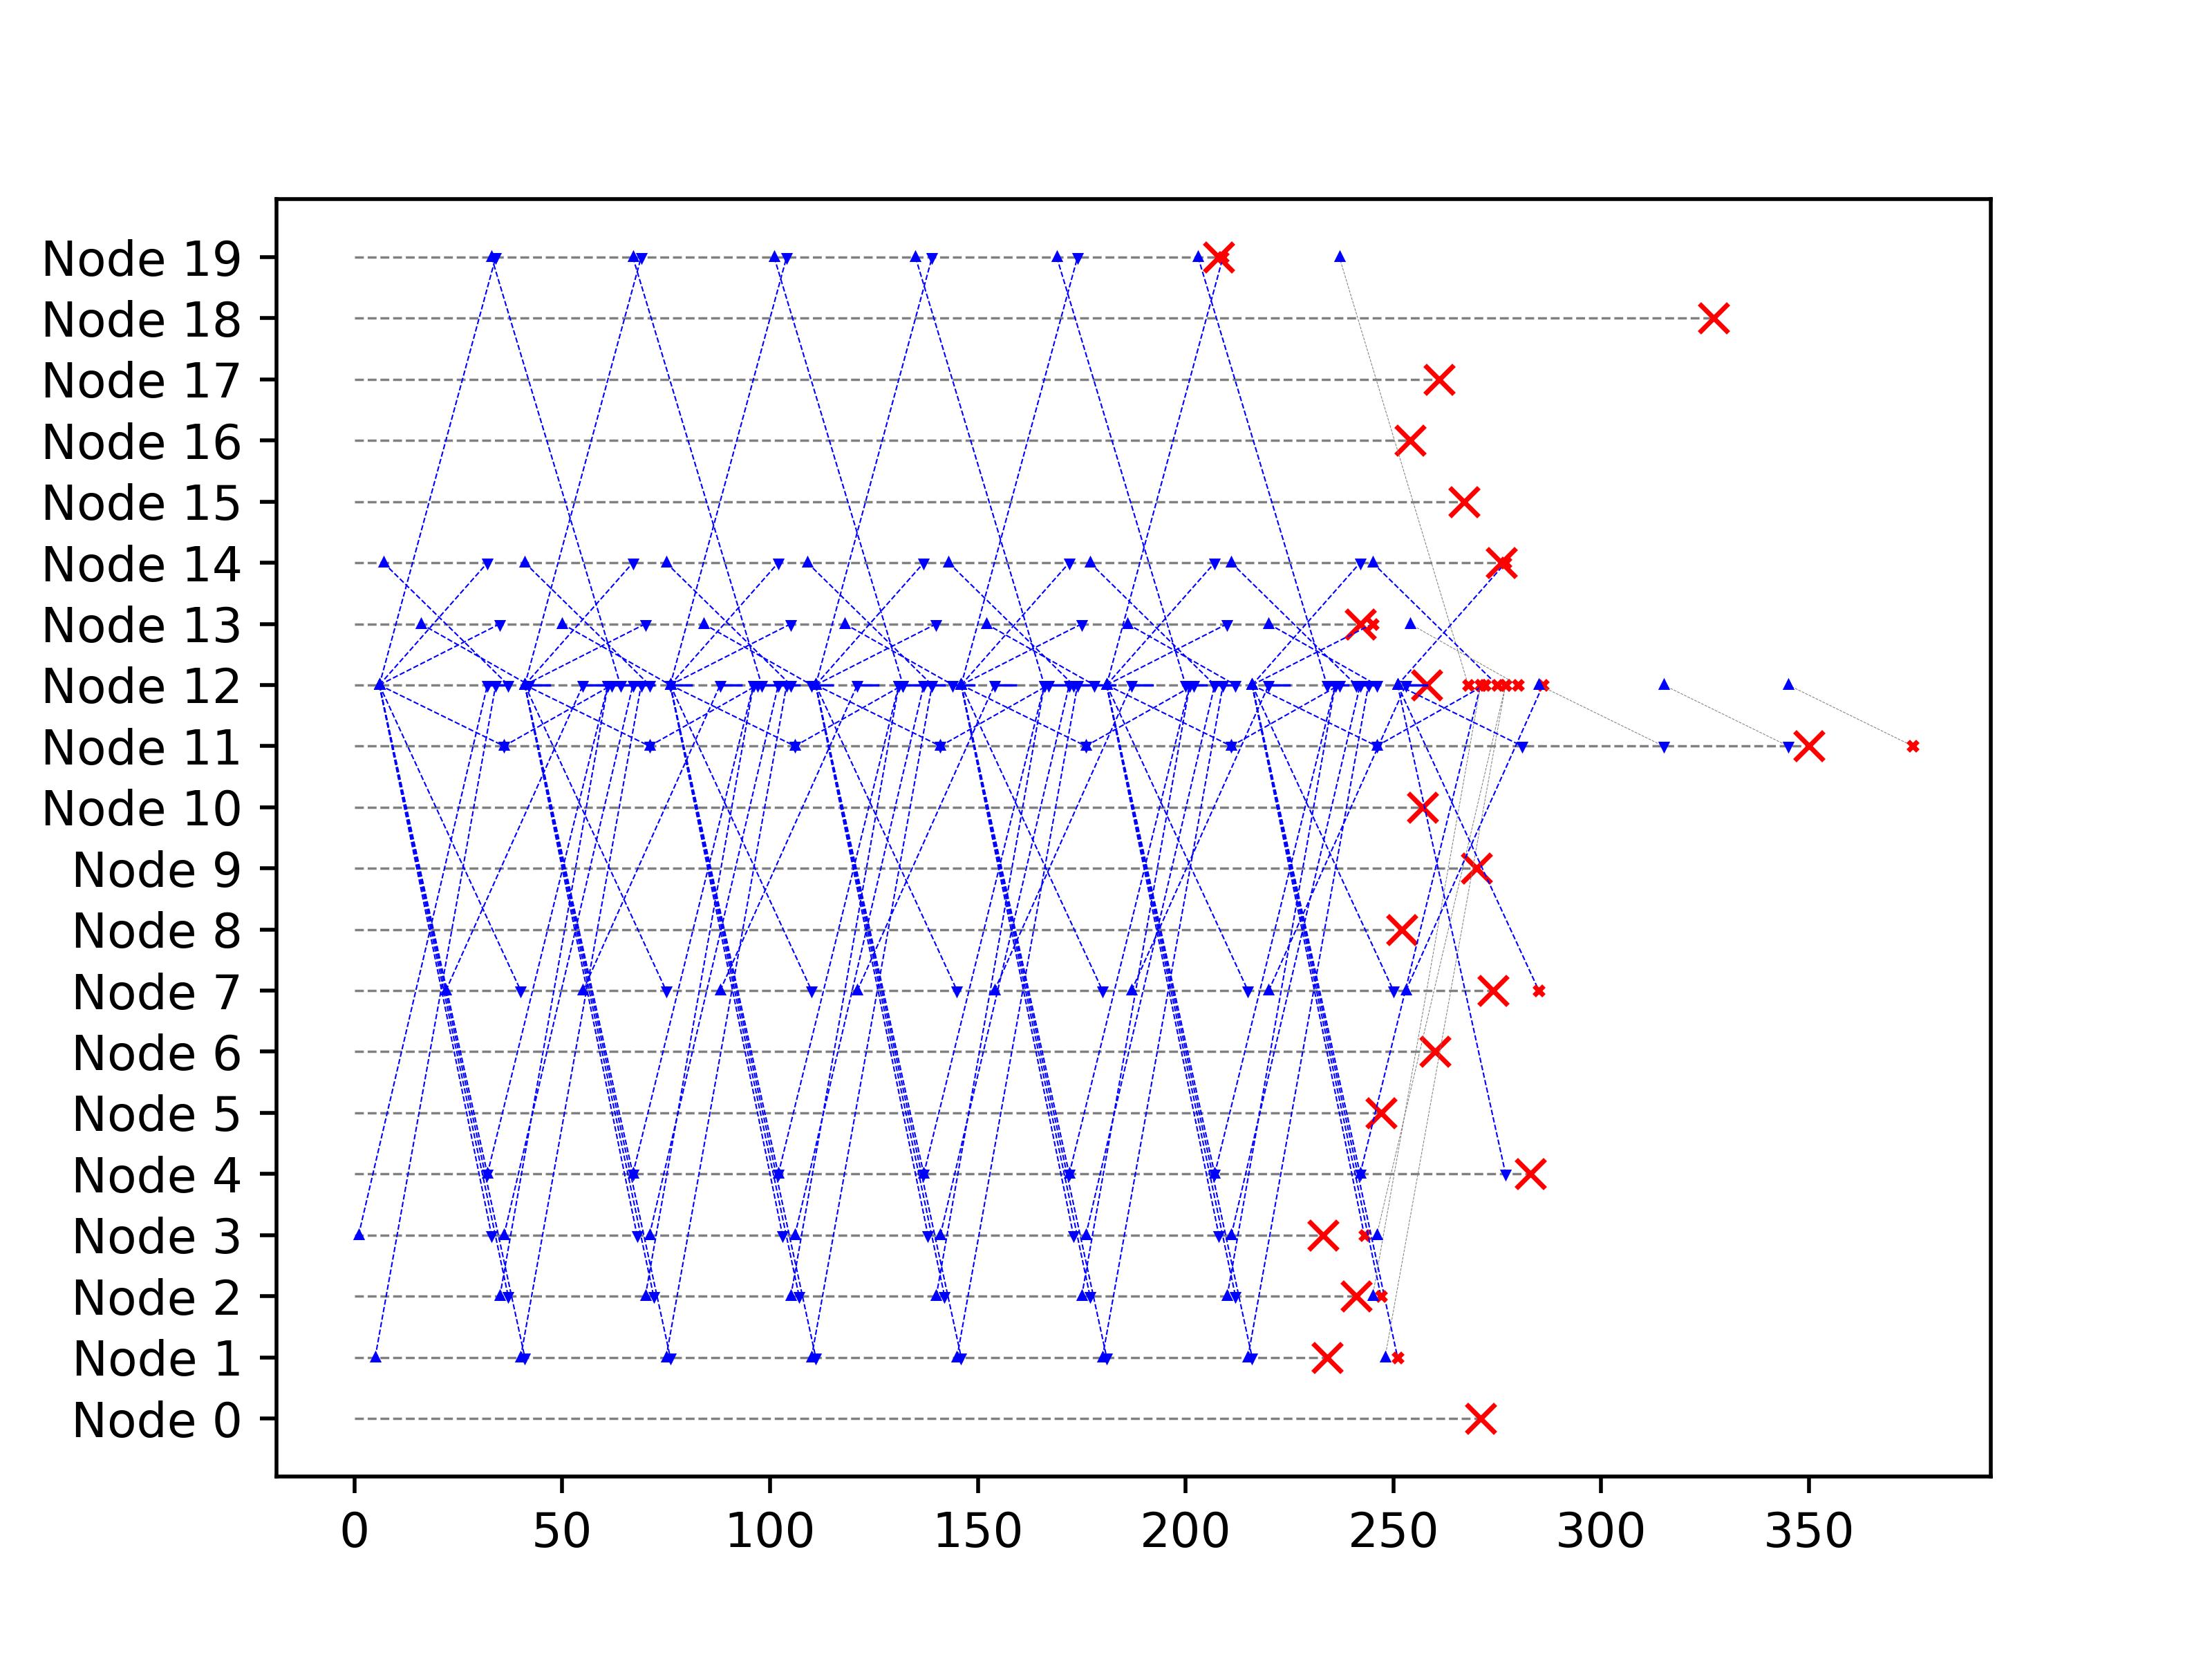 Node 19
Node 18
Node 17
Node 16
Node 15
Node 14
Node 13
Node 12
Node 11
Node 10
Node 9
Node 8
Node 7
Node 6
Node 5
Node 4
Node 3
Node 2
Node 1
Node 0
0 50 100 150 200 250 300 350